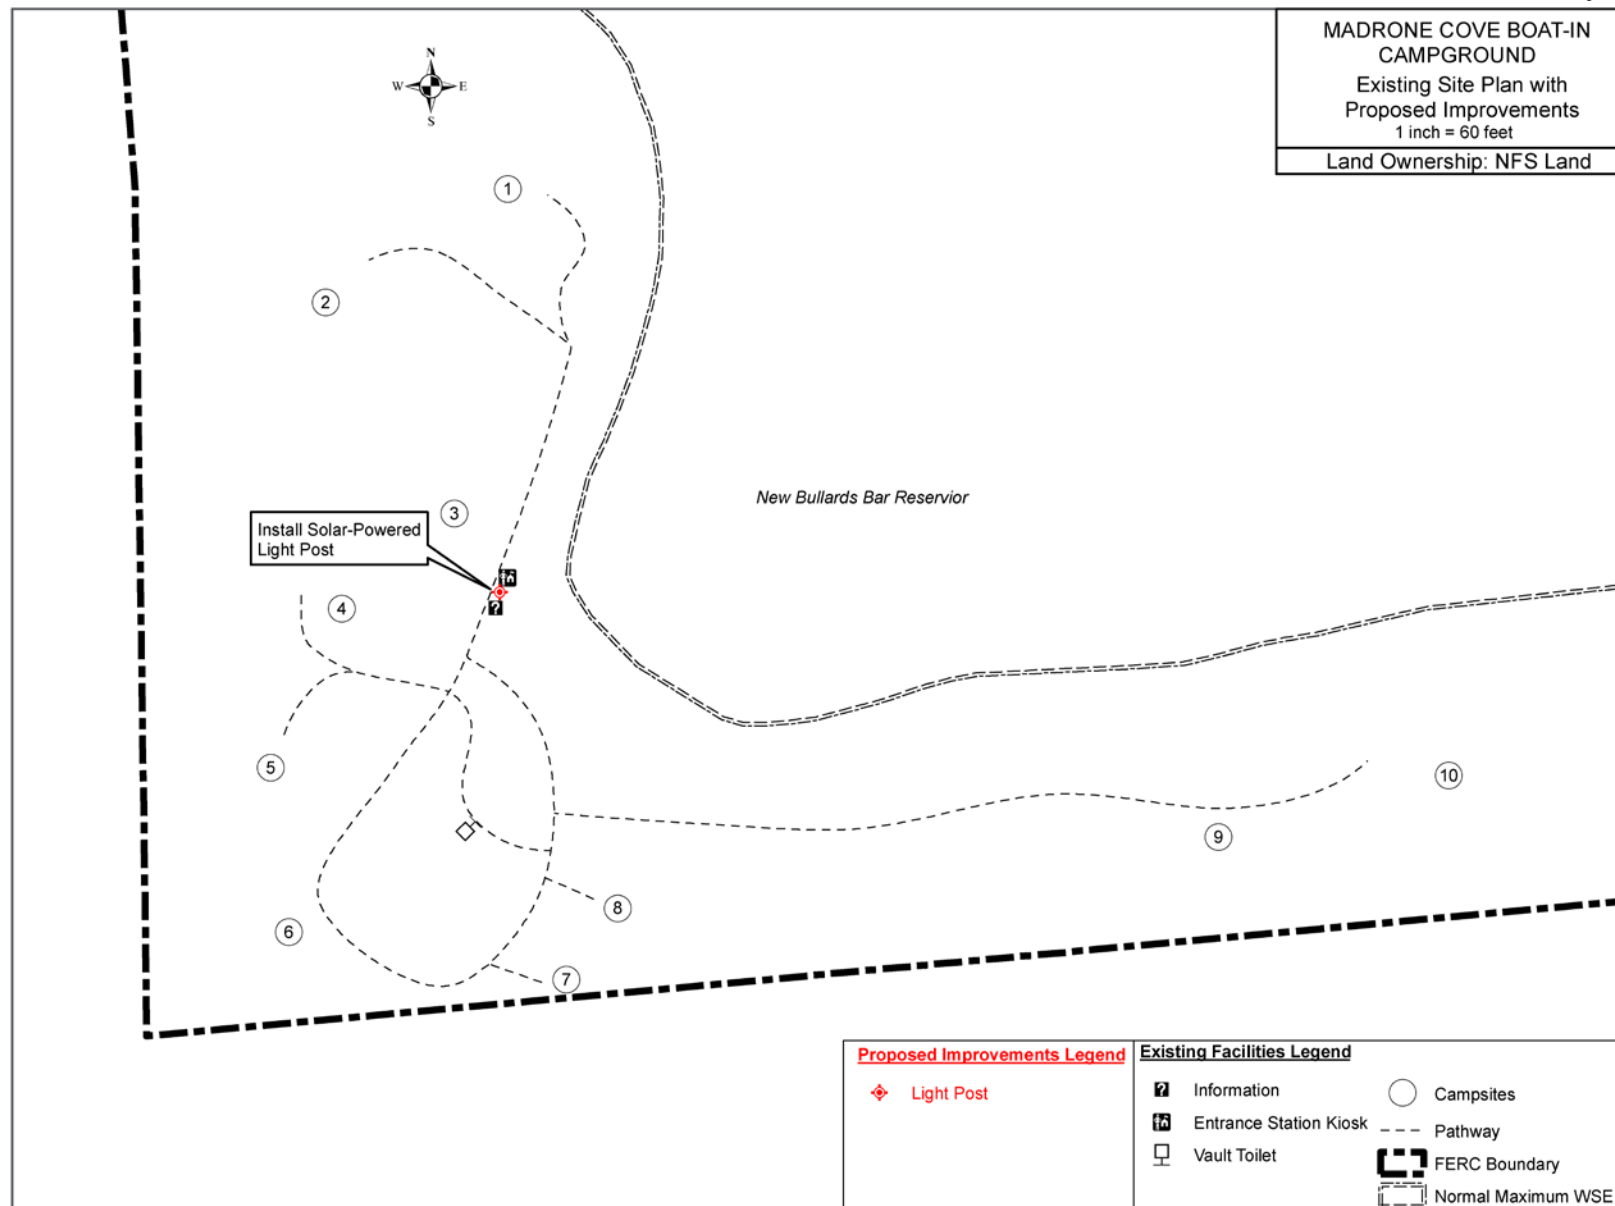 MADRONE COVE BOAT-IN
CAMPGROUND
Existing Site Plan with
Proposed Improvements
1 inch = 60 feet
Land Ownership: NFS Land
N
W E
S
1
2
New Bullards Bar Reservior
3
Install Solar-Powered
Light Post
?
4
5
10
9
8
6
7
Proposed Improvements Legend
Light Post
Existing Facilities Legend
? Information
Entrance Station Kiosk
Vault Toilet
Campsites
Pathway
FERC Boundary
Normal Maximum WSE